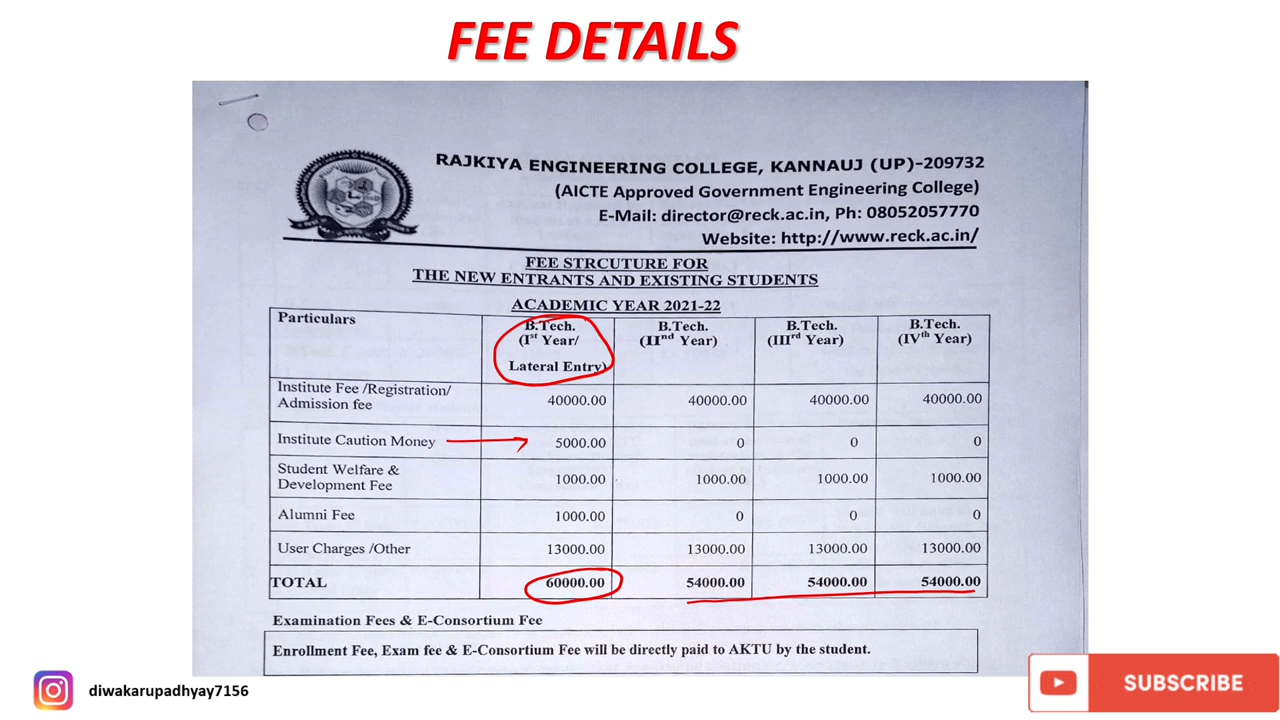 FEE DETAILS
RAJKIYA ENGINEERING COLLEGE, KANNAUJ (UP)-209732
(AICTE Approved Government Engineering College)
E-Mail: director@reck.ac.in, Ph: 08052057770
Website: http://www.reck.ac.in/
FEE STRCUTURE FOR
THE NEW ENTRANTS AND EXISTING STUDENTS
ACADEMIC YEAR 2021-22
Particulars B.Tech. (Ist Year/ Lateral Entry) B.Tech. (IInd Year) B.Tech. (IIIrd Year) B.Tech. (IVth Year)
Institute Fee /Registration/
Admission fee 40000.00 40000.00 40000.00 40000.00
Institute Caution Money 5000.00 0 0 0
Student Welfare &
Development Fee 1000.00 1000.00 1000.00 1000.00
Alumni Fee 1000.00 0 0 0
User Charges /Other 13000.00 13000.00 13000.00 13000.00
TOTAL 60000.00 54000.00 54000.00 54000.00
Examination Fees & E-Consortium Fee
Enrollment Fee, Exam fee & E-Consortium Fee will be directly paid to AKTU by the student.
diwakarupadhyay7156
SUBSCRIBE